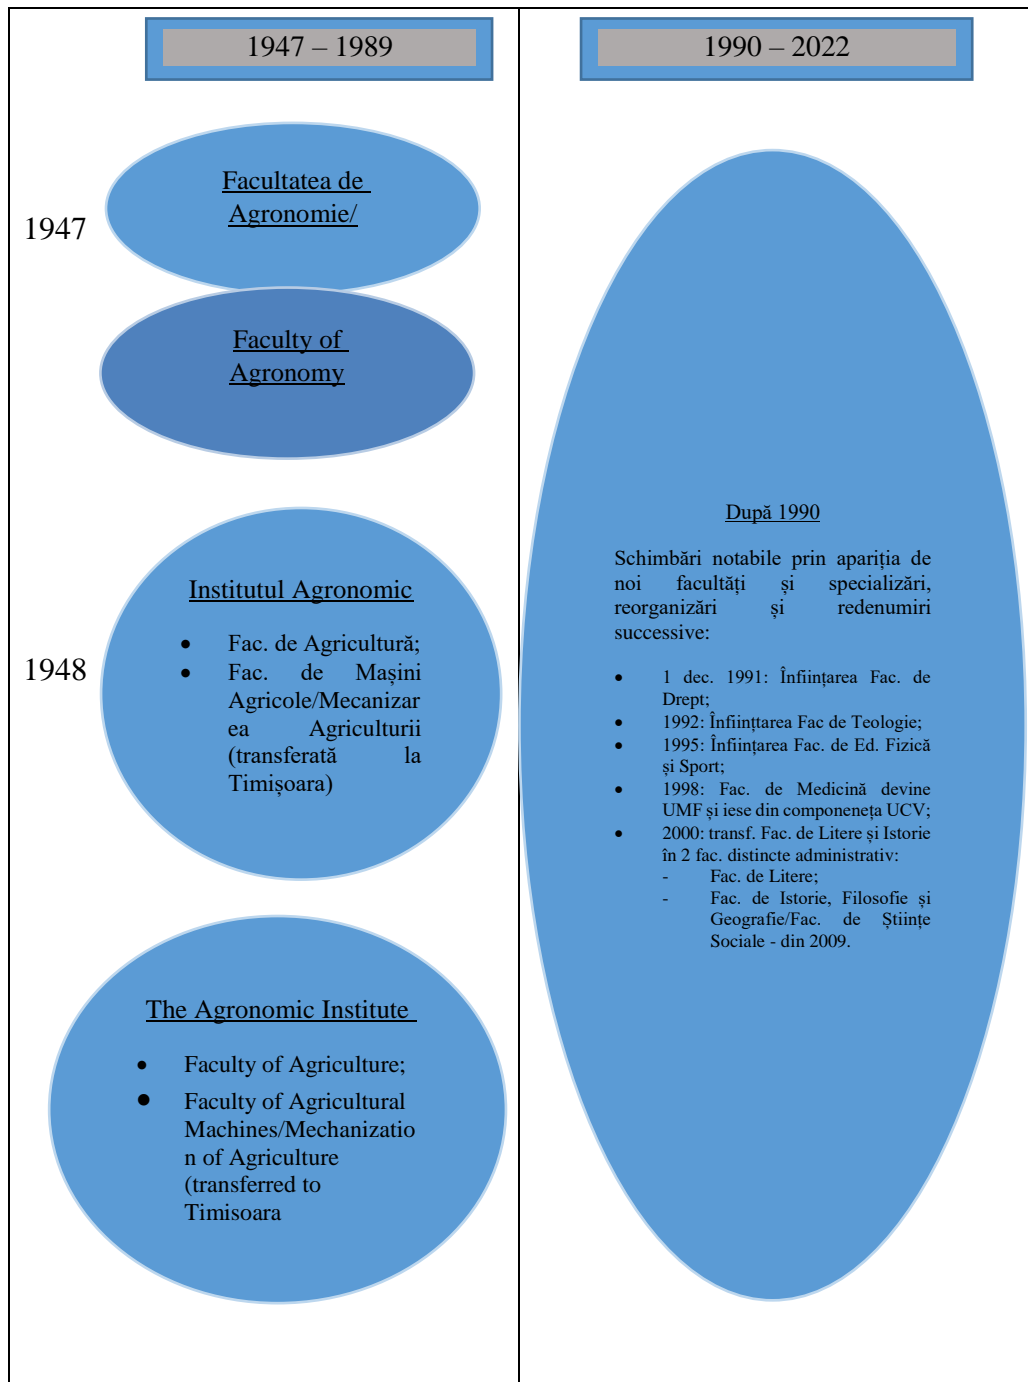 1947 – 1989
1947
Facultatea de
Agronomie/
Faculty of
Agronomy
1948
Institutul Agronomic
• Fac. de Agricultură;
• Fac. de Mașini
Agricole/Mecanizar
ea Agriculturii
(transferată la
Timișoara)
The Agronomic Institute
• Faculty of Agriculture;
• Faculty of Agricultural
Machines/Mechanizatio
n of Agriculture
(transferred to
Timisoara
1990 – 2022
După 1990
Schimbări notabile prin apariția de
noi facultăți și specializări,
reorganizări și redenumiri
successive:
• 1 dec. 1991: Înființarea Fac. de
Drept;
• 1992: Înființtarea Fac de Teologie;
• 1995: Înființarea Fac. de Ed. Fizică
și Sport;
• 1998: Fac. de Medicină devine
UMF și iese din componeneța UCV;
• 2000: transf. Fac. de Litere și Istorie
în 2 fac. distincte administrativ:
- Fac. de Litere;
- Fac. de Istorie, Filosofie și
Geografie/Fac. de Științe
Sociale - din 2009.